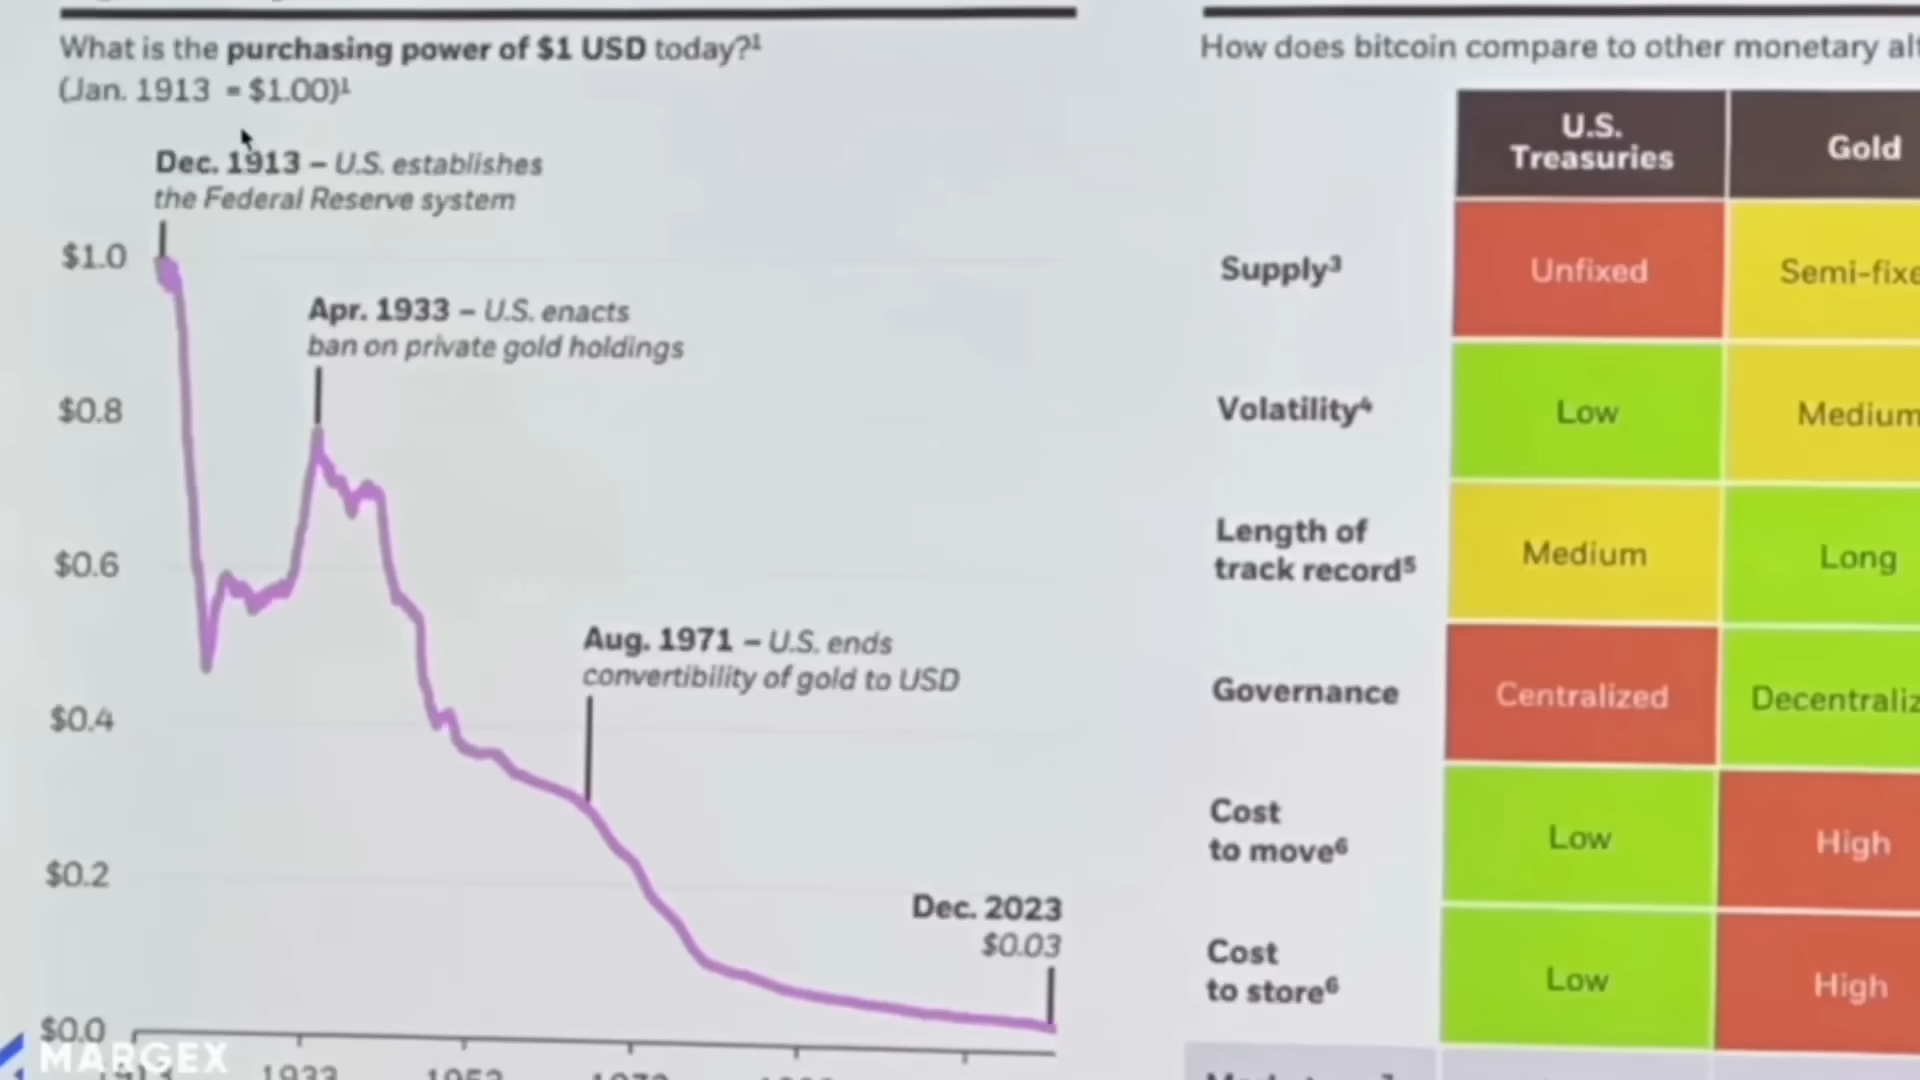 What is the purchasing power of $1 USD today?¹
(Jan. 1913 = $1.00)¹
Dec. 1913 – U.S. establishes
the Federal Reserve system
$1.0
Apr. 1933 – U.S. enacts
ban on private gold holdings
$0.8
$0.6
Aug. 1971 – U.S. ends
convertibility of gold to USD
$0.4
$0.2
Dec. 2023
$0.03
$0.0
MARGEX
1933
How does bitcoin compare to other monetary
U.S.
Treasuries
Gold
Supply³
Unfixed
Volatility⁴
Low
Medium
Length of
track record⁵
Medium
Long
Governance
Centralized
Cost
to move⁶
Low
High
Cost
to store⁶
Low
High